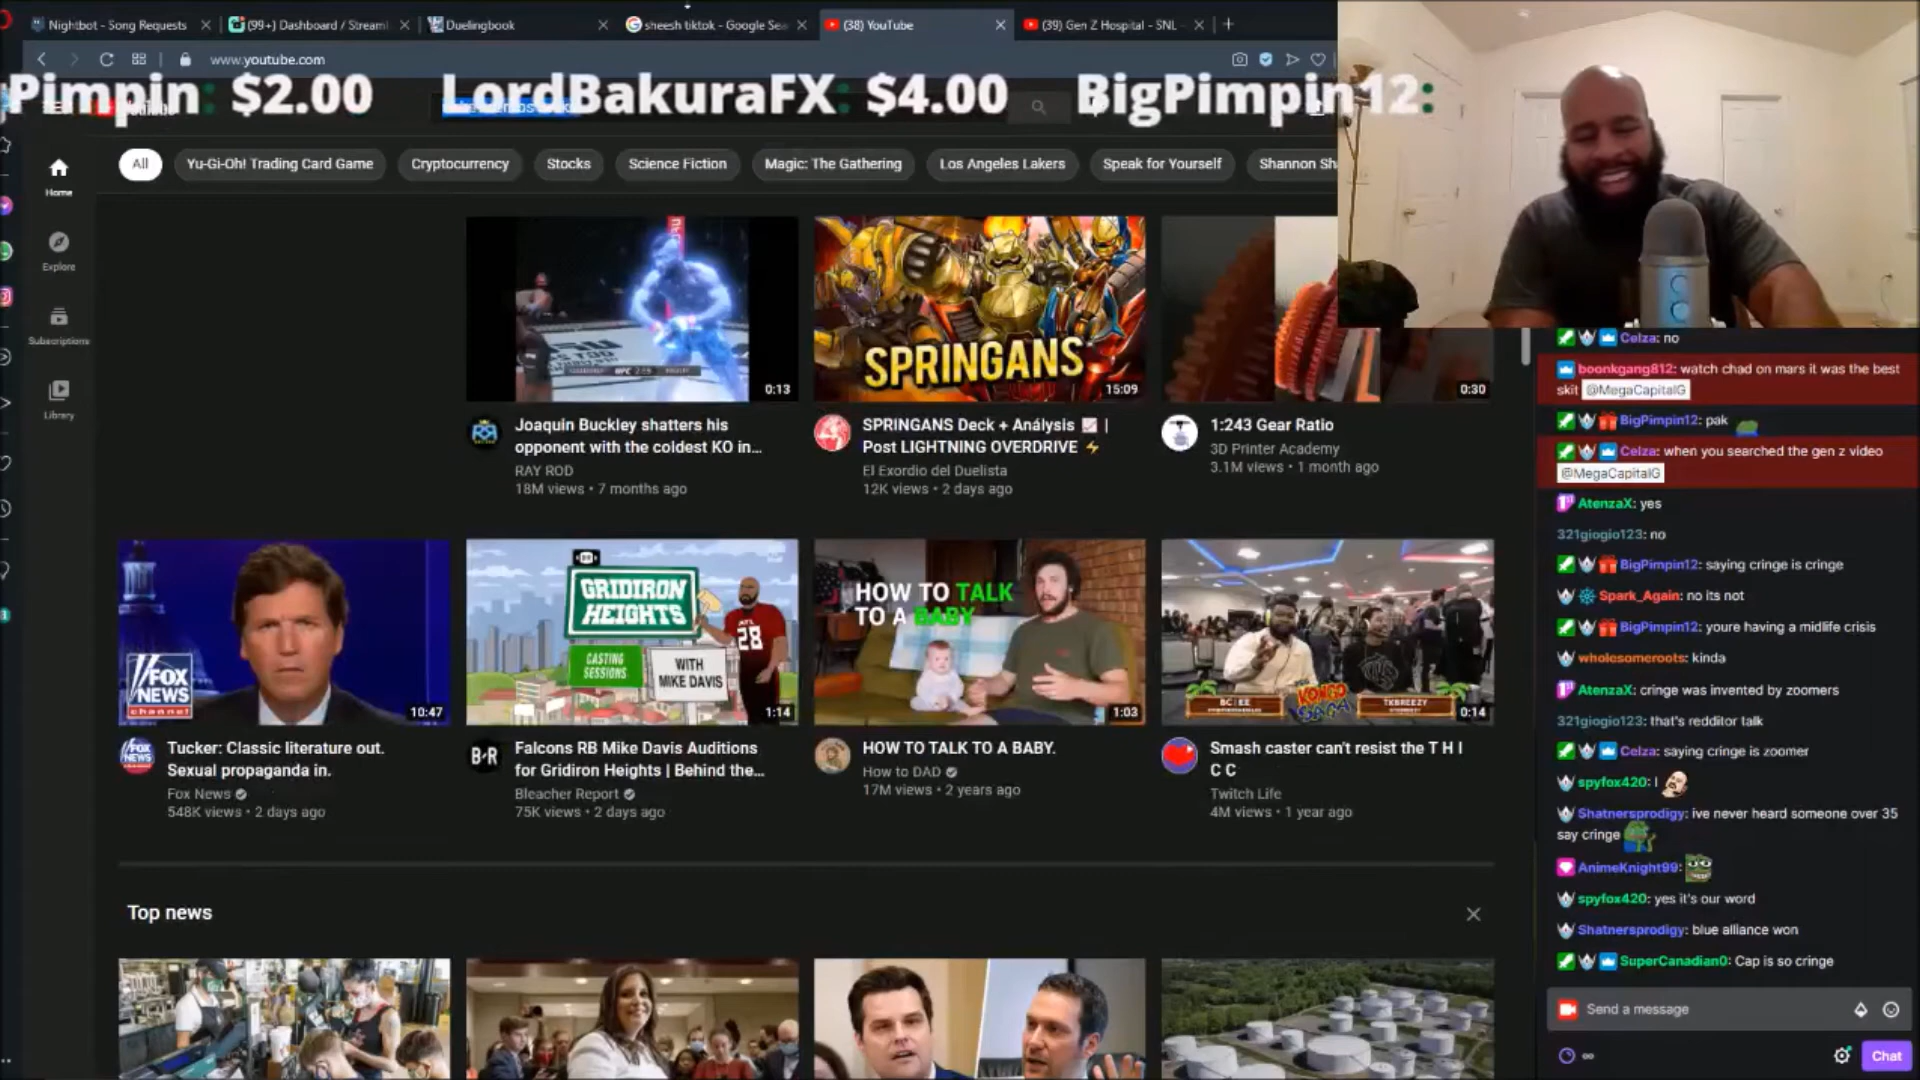 Nightbot - Song Requests
(99+) Dashboard / Streaml
Duelingbook
sheesh tiktok - Google Sea
(38) YouTube
(39) Gen Z Hospital - SNL -
www.youtube.com
Pimpin: $2.00 LordBakuraFX: $4.00 BigPimpin12:
All
Yu-Gi-Oh! Trading Card Game
Cryptocurrency
Stocks
Science Fiction
Magic: The Gathering
Los Angeles Lakers
Speak for Yourself
Shannon Sh
Home
Explore
Subscriptions
Library
0:13
SPRINGANS
15:09
0:30
Joaquin Buckley shatters his
opponent with the coldest KO in...
RAY ROD
18M views • 7 months ago
SPRINGANS Deck + Análysis 📈 |
Post LIGHTNING OVERDRIVE ⚡
El Exordio del Duelista
12K views • 2 days ago
1:243 Gear Ratio
3D Printer Academy
3.1M views • 1 month ago
FOX
NEWS
channel
10:47
GRIDIRON
HEIGHTS
CASTING
SESSIONS
WITH
MIKE DAVIS
28
1:14
HOW TO TALK
TO A BABY
1:03
KONGO
SAGA
TKBREEZY
0:14
Tucker: Classic literature out.
Sexual propaganda in.
Fox News
548K views • 2 days ago
B/R
Falcons RB Mike Davis Auditions
for Gridiron Heights | Behind the...
Bleacher Report
75K views • 2 days ago
HOW TO TALK TO A BABY.
How to DAD
17M views • 2 years ago
Smash caster can't resist the T H I
C C
Twitch Life
4M views • 1 year ago
Top news
Celza: no
boonkgang812: watch chad on mars it was the best
skit @MegaCapitalG
BigPimpin12: pak
Celza: when you searched the gen z video
@MegaCapitalG
AtenzaX: yes
321giogio123: no
BigPimpin12: saying cringe is cringe
Spark_Again: no its not
BigPimpin12: youre having a midlife crisis
wholesomeroots: kinda
AtenzaX: cringe was invented by zoomers
321giogio123: that's redditor talk
Celza: saying cringe is zoomer
spyfox420: I
Shatnersprodigy: ive never heard someone over 35
say cringe
AnimeKnight99:
spyfox420: yes it's our word
Shatnersprodigy: blue alliance won
SuperCanadian0: Cap is so cringe
Send a message
Chat